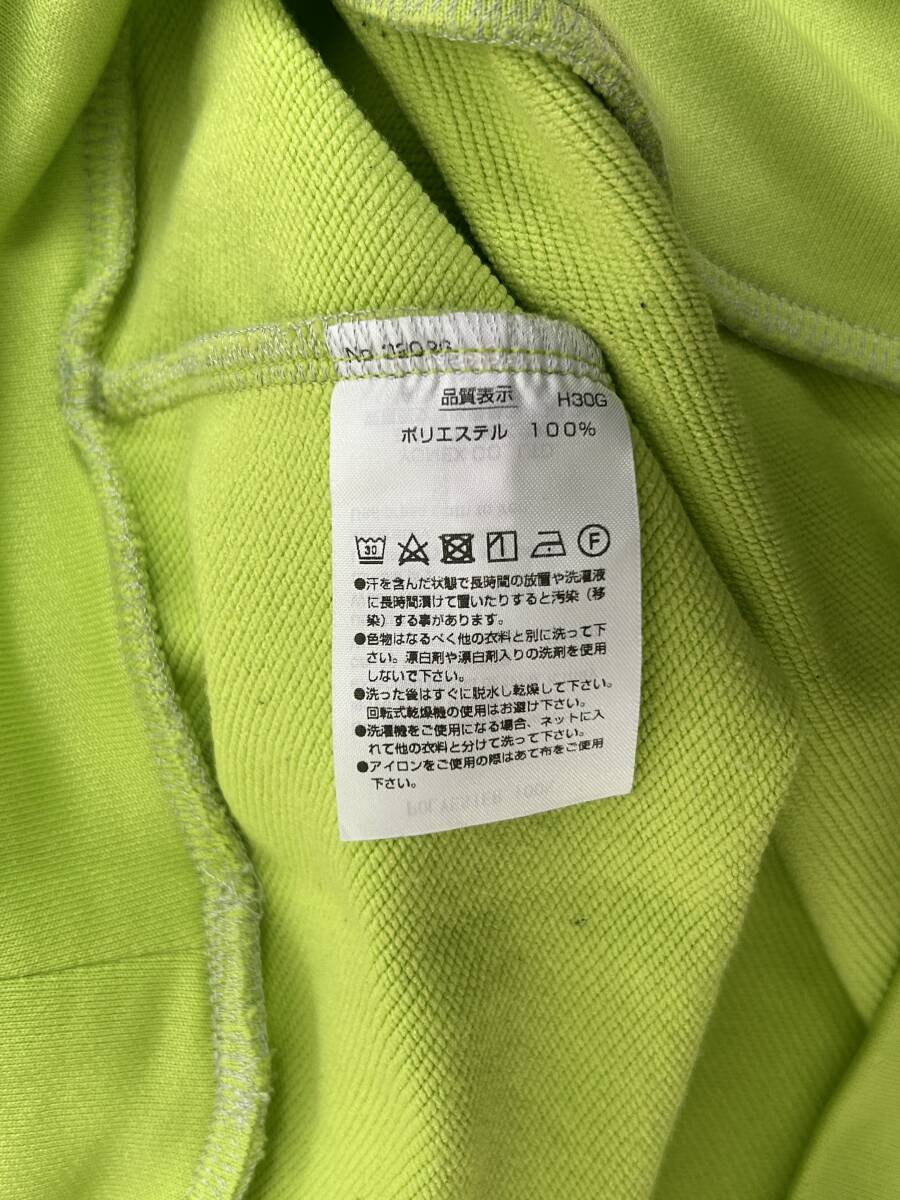 品質表示 H30G
ポリエステル 100%
30 F
●汗を含んだ状態で長時間の放置や洗濯液
に長時間漬けて置いたりすると汚染(移
染)する事があります。
●色物はなるべく他の衣料と別に洗って下
さい。漂白剤や漂白剤入りの洗剤を使用
しないで下さい。
●洗った後はすぐに脱水し乾燥して下さい。
回転式乾燥機の使用はお避け下さい。
●洗濯機をご使用になる場合、ネットに入
れて他の衣料と分けて洗って下さい。
●アイロンをご使用の際はあて布をご使用
下さい。
POLYESTER 100%